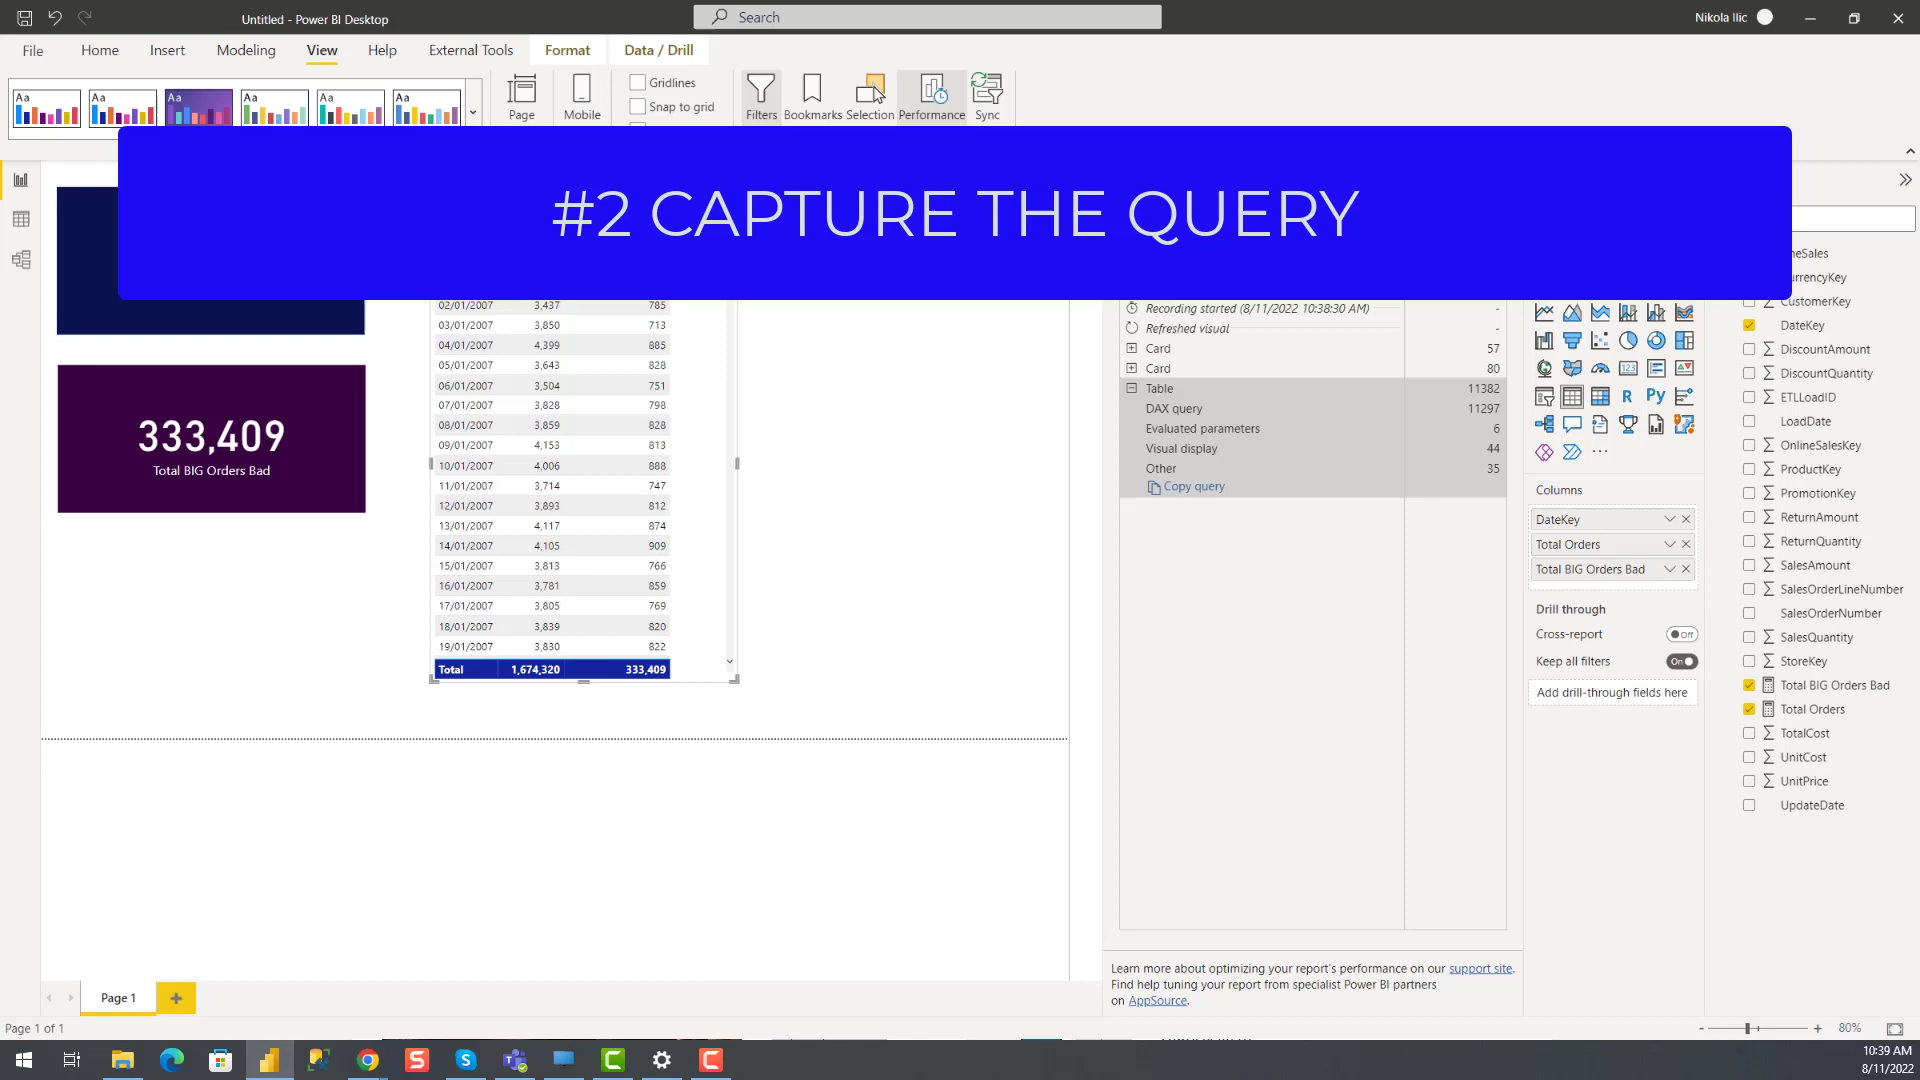 Untitled - Power BI Desktop
Search
Nikola Ilic
File
Home
Insert
Modeling
View
Help
External Tools
Format
Data / Drill
Aa
Aa
Aa
Aa
Aa
Aa
Page
Mobile
Gridlines
Snap to grid
Filters
Bookmarks
Selection
Performance
Sync
#2 CAPTURE THE QUERY
333,409
Total BIG Orders Bad
02/01/2007 3,437 785
03/01/2007 3,850 713
04/01/2007 4,399 885
05/01/2007 3,643 828
06/01/2007 3,504 751
07/01/2007 3,828 798
08/01/2007 3,859 828
09/01/2007 4,153 813
10/01/2007 4,006 888
11/01/2007 3,714 747
12/01/2007 3,893 812
13/01/2007 4,117 874
14/01/2007 4,105 909
15/01/2007 3,813 766
16/01/2007 3,781 859
17/01/2007 3,805 769
18/01/2007 3,839 820
19/01/2007 3,830 822
Total 1,674,320 333,409
Recording started (8/11/2022 10:38:30 AM) -
Refreshed visual -
Card 57
Card 80
Table 11382
DAX query 11297
Evaluated parameters 6
Visual display 44
Other 35
Copy query
Learn more about optimizing your report's performance on our support site.
Find help tuning your report from specialist Power BI partners
on AppSource.
R
Py
123
Columns
DateKey
Total Orders
Total BIG Orders Bad
Drill through
Cross-report
Off
Keep all filters
On
Add drill-through fields here
neSales
urrencyKey
CustomerKey
DateKey
DiscountAmount
DiscountQuantity
ETLLoadID
LoadDate
OnlineSalesKey
ProductKey
PromotionKey
ReturnAmount
ReturnQuantity
SalesAmount
SalesOrderLineNumber
SalesOrderNumber
SalesQuantity
StoreKey
Total BIG Orders Bad
Total Orders
TotalCost
UnitCost
UnitPrice
UpdateDate
Page 1
Page 1 of 1
- + 80%
10:39 AM
8/11/2022